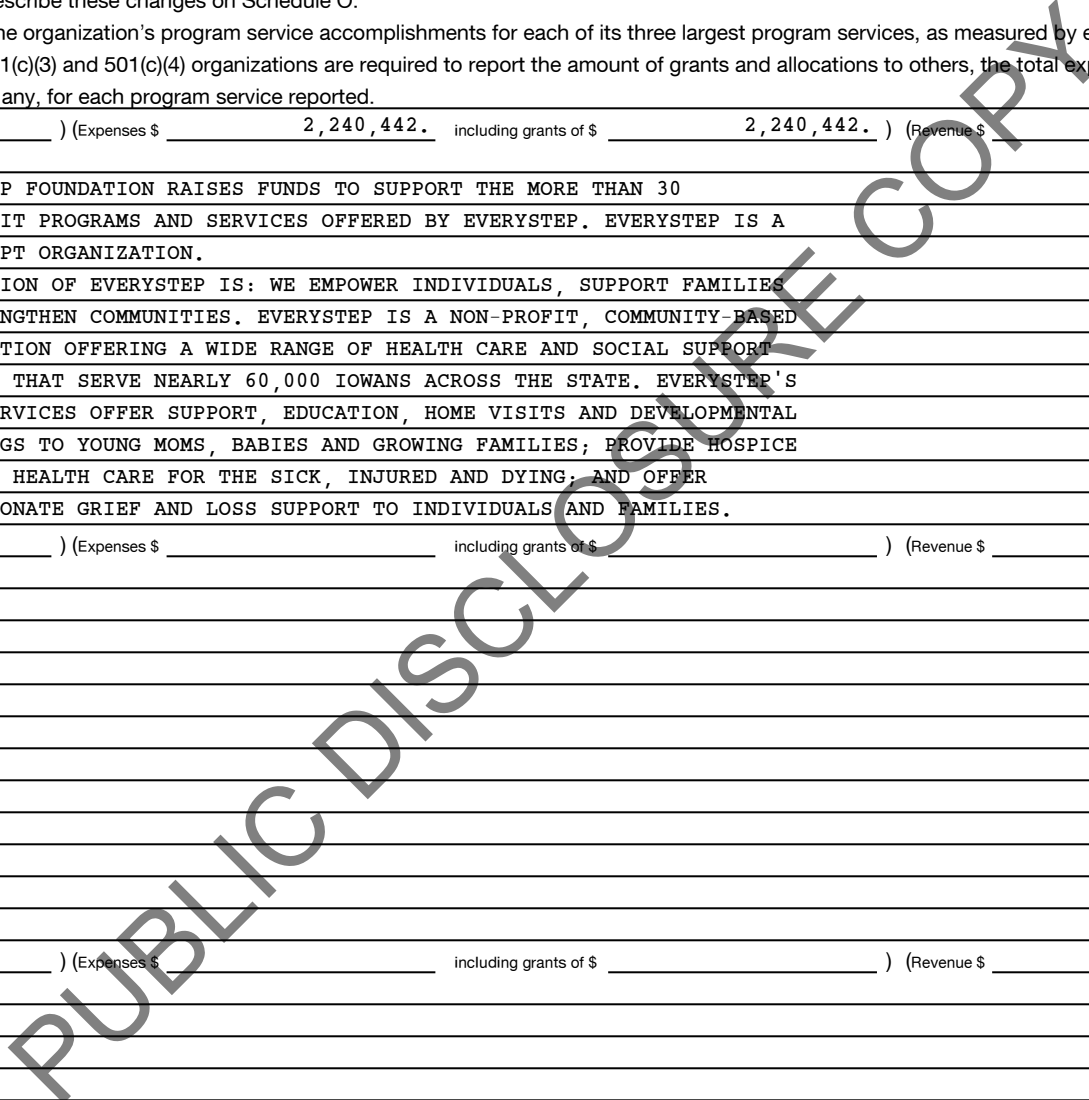 escribe these changes on Schedule O.
he organization's program service accomplishments for each of its three largest program services, as measured by e
1(c)(3) and 501(c)(4) organizations are required to report the amount of grants and allocations to others, the total exp
any, for each program service reported.
) (Expenses $ 2,240,442. including grants of $ 2,240,442. ) (Revenue $
P FOUNDATION RAISES FUNDS TO SUPPORT THE MORE THAN 30
IT PROGRAMS AND SERVICES OFFERED BY EVERYSTEP. EVERYSTEP IS A
PT ORGANIZATION.
ION OF EVERYSTEP IS: WE EMPOWER INDIVIDUALS, SUPPORT FAMILIES
NGTHEN COMMUNITIES. EVERYSTEP IS A NON-PROFIT, COMMUNITY-BASED
TION OFFERING A WIDE RANGE OF HEALTH CARE AND SOCIAL SUPPORT
THAT SERVE NEARLY 60,000 IOWANS ACROSS THE STATE. EVERYSTEP'S
RVICES OFFER SUPPORT, EDUCATION, HOME VISITS AND DEVELOPMENTAL
GS TO YOUNG MOMS, BABIES AND GROWING FAMILIES; PROVIDE HOSPICE
HEALTH CARE FOR THE SICK, INJURED AND DYING; AND OFFER
ONATE GRIEF AND LOSS SUPPORT TO INDIVIDUALS AND FAMILIES.
) (Expenses $ including grants of $ ) (Revenue $
) (Expenses $ including grants of $ ) (Revenue $
PUBLIC DISCLOSURE COPY